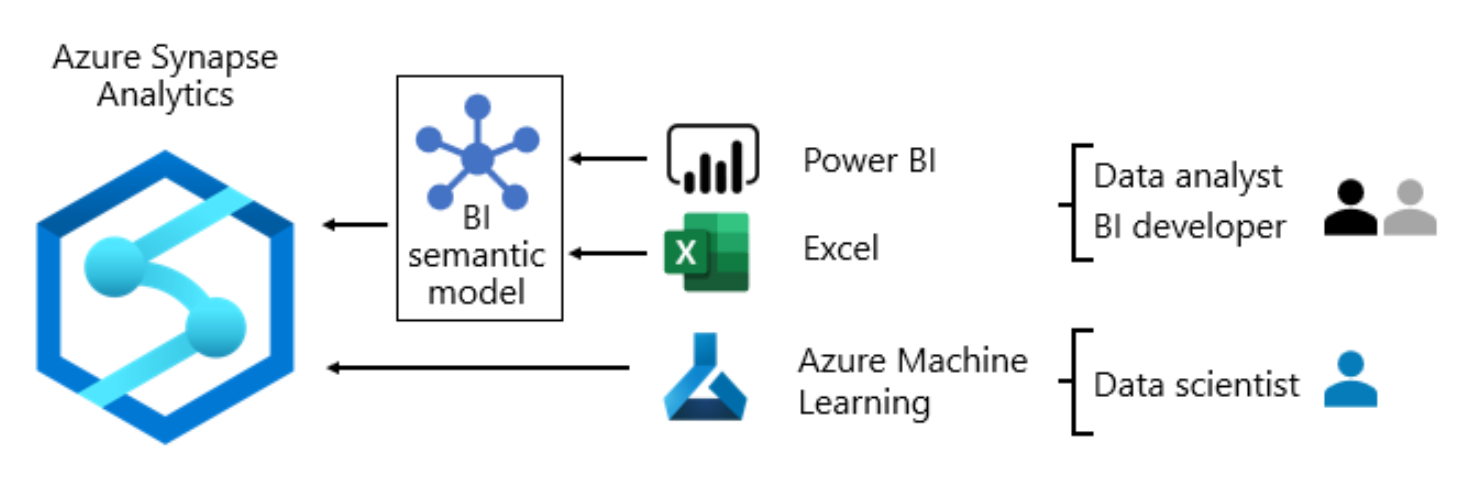 Azure Synapse
Analytics
BI
semantic
model
Power BI
X
Excel
Azure Machine
Learning
Data analyst
BI developer
Data scientist